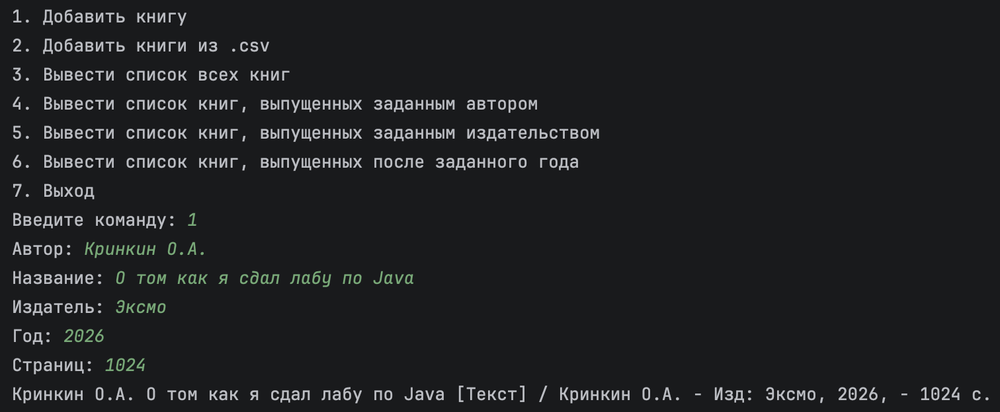 1. Добавить книгу
2. Добавить книги из .csv
3. Вывести список всех книг
4. Вывести список книг, выпущенных заданным автором
5. Вывести список книг, выпущенных заданным издательством
6. Вывести список книг, выпущенных после заданного года
7. Выход
Введите команду: 1
Автор: Кринкин О.А.
Название: О том как я сдал лабу по Java
Издатель: Эксмо
Год: 2026
Страниц: 1024
Кринкин О.А. О том как я сдал лабу по Java [Текст] / Кринкин О.А. - Изд: Эксмо, 2026, - 1024 с.